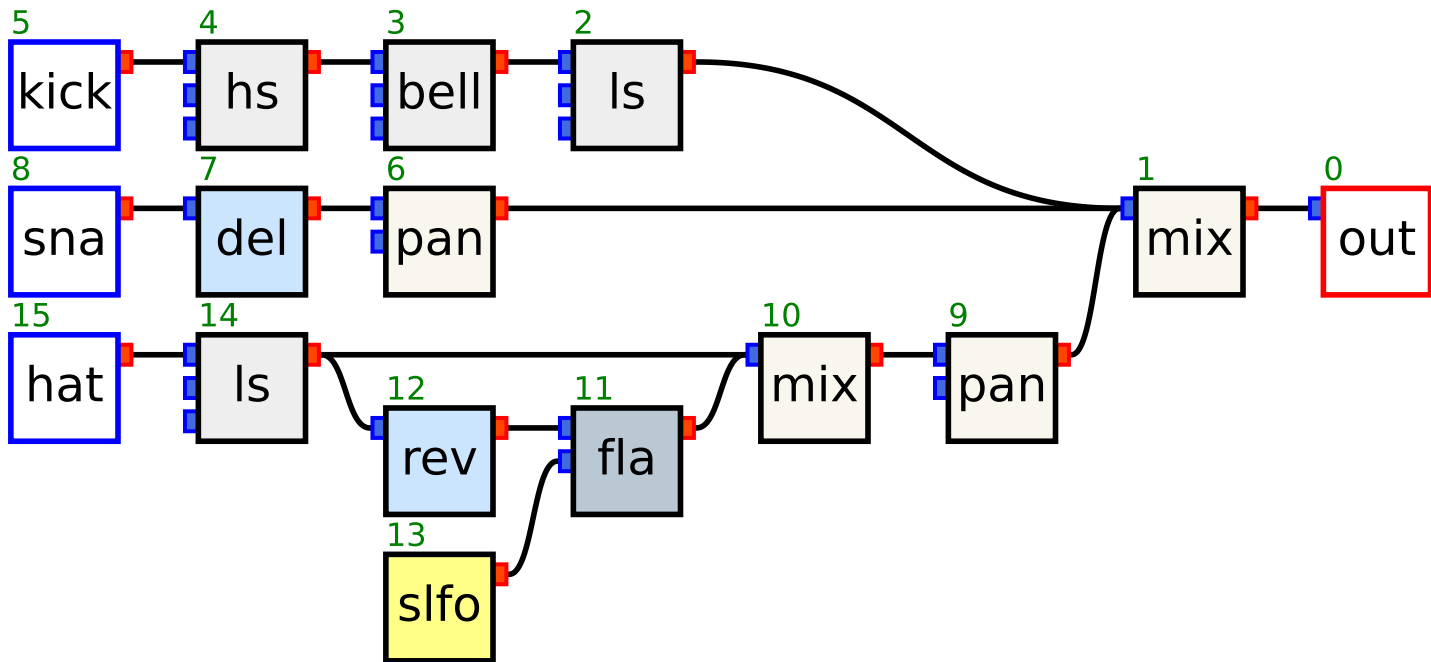 5 4 3 2
kick hs bell ls
8 7 6 1 0
sna del pan mix out
15 14 10 9
hat ls mix pan
12 11
rev fla
13
slfo